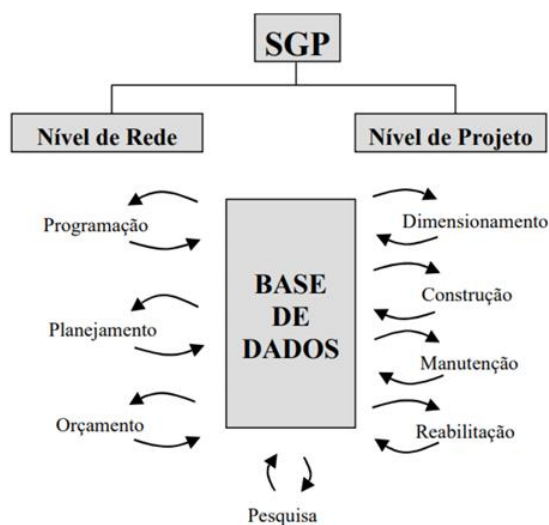 SGP
Nível de Rede
Nível de Projeto
Programação
Planejamento
Orçamento
BASE
DE
DADOS
Dimensionamento
Construção
Manutenção
Reabilitação
Pesquisa